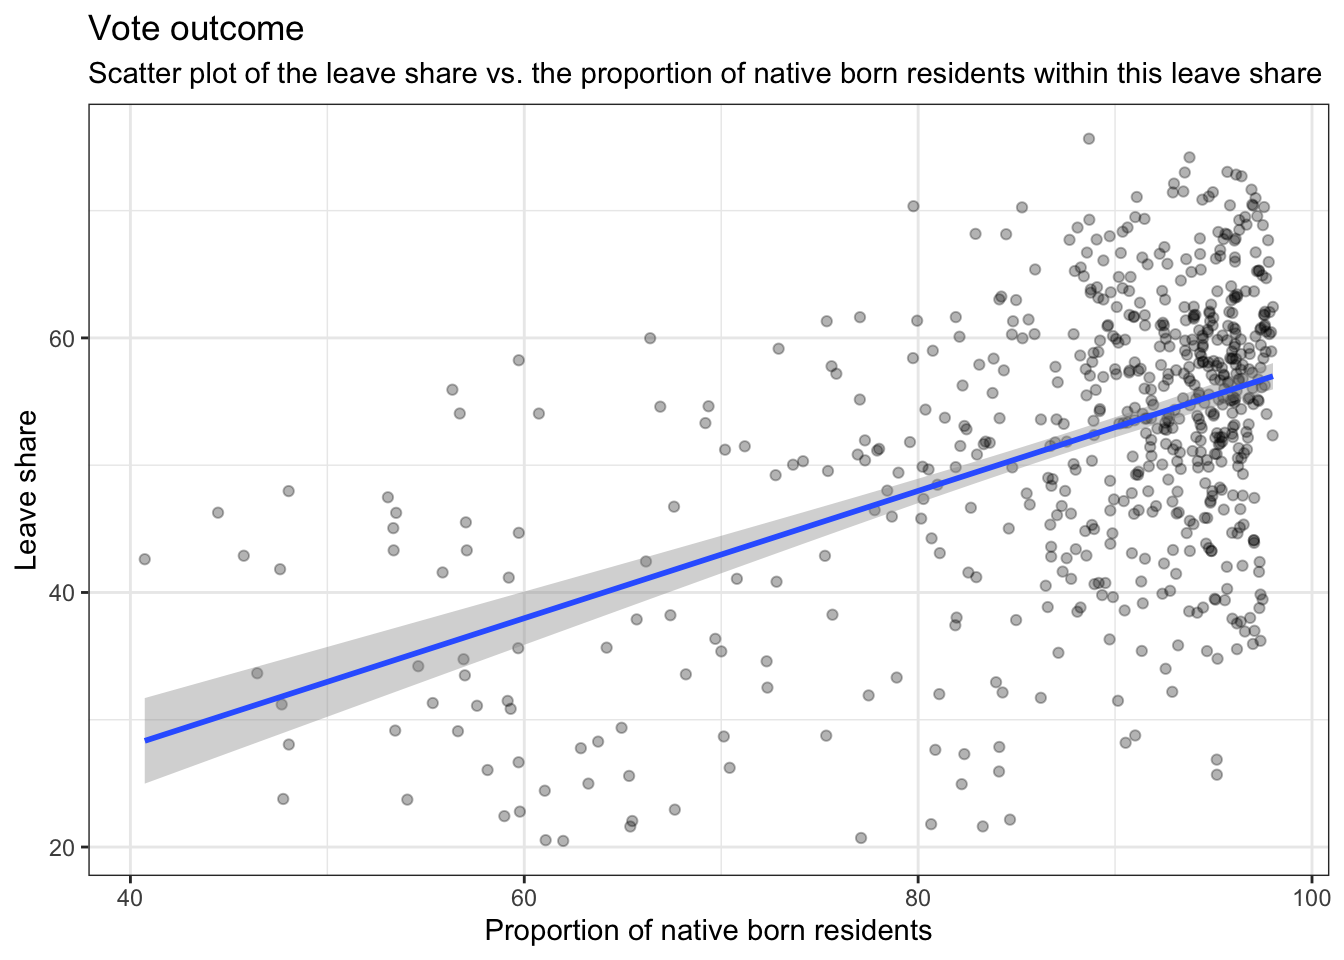 Vote outcome
Scatter plot of the leave share vs. the proportion of native born residents within this leave share
Leave share
60
40
20
40 60 80 100
Proportion of native born residents